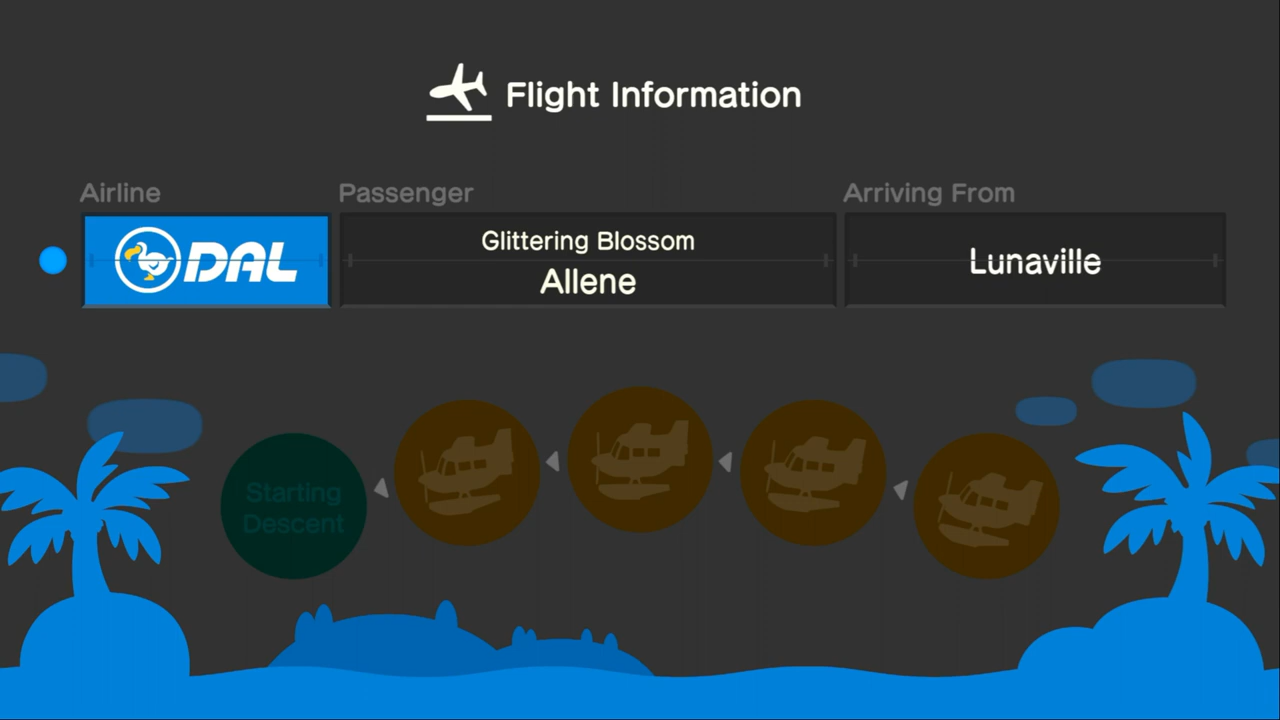 Flight Information
Airline
Passenger
Arriving From
DAL
Glittering Blossom
Allene
Lunaville
Starting
Descent